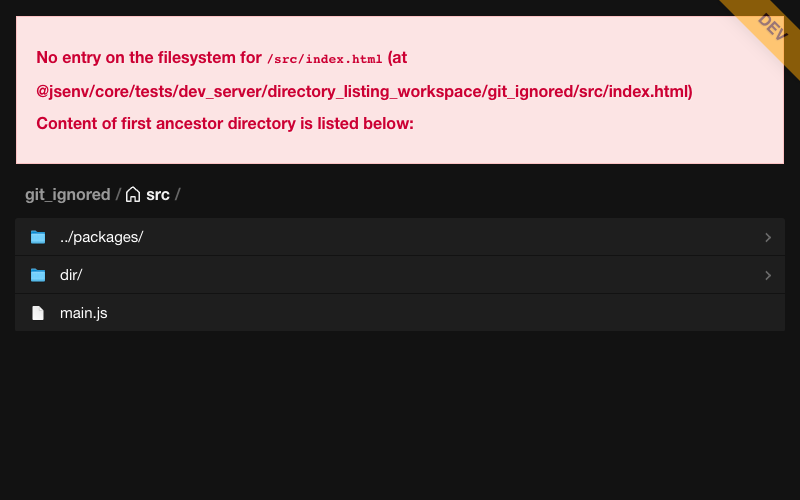 DEV
No entry on the filesystem for /src/index.html (at
@jsenv/core/tests/dev_server/directory_listing_workspace/git_ignored/src/index.html)
Content of first ancestor directory is listed below:
git_ignored / src /
../packages/
dir/
main.js